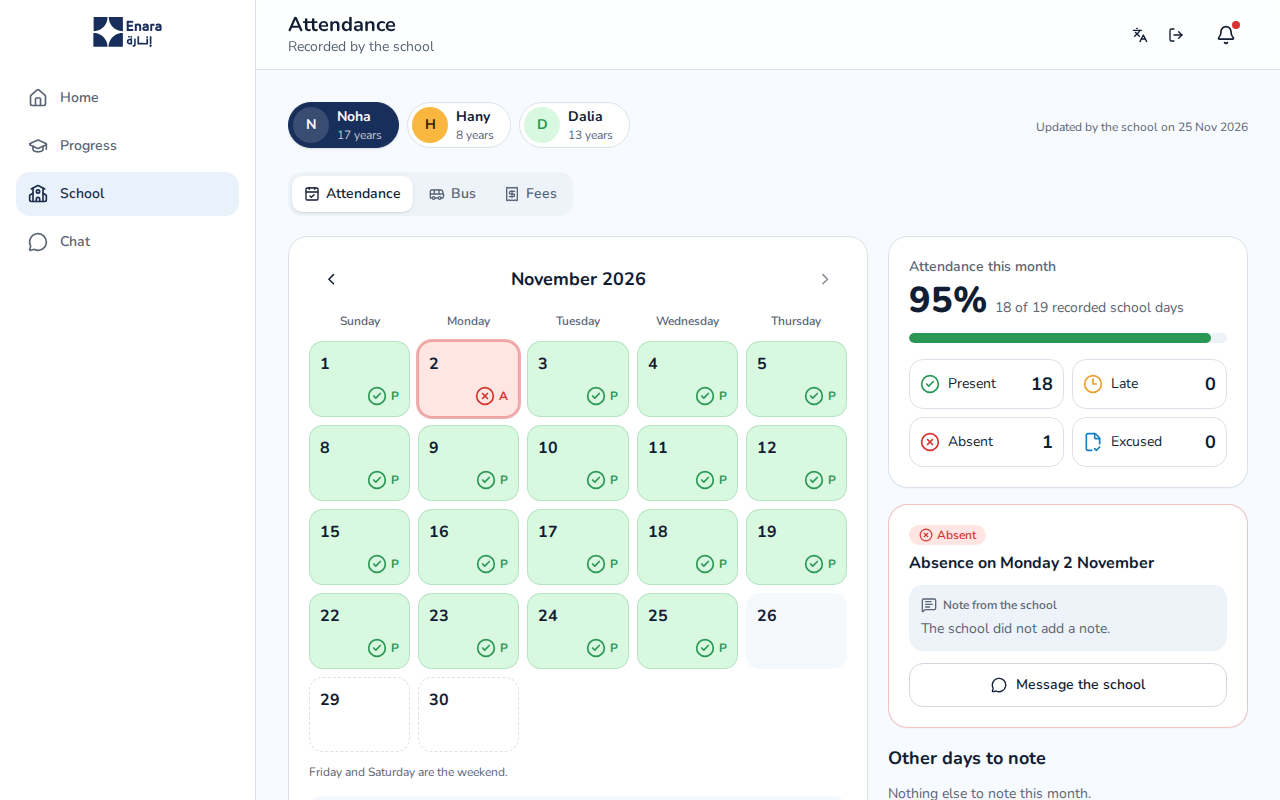 Enara
إنارة
Home
Progress
School
Chat
Attendance
Recorded by the school
N
Noha
17 years
H
Hany
8 years
D
Dalia
13 years
Updated by the school on 25 Nov 2026
Attendance
Bus
Fees
November 2026
Sunday Monday Tuesday Wednesday Thursday
1 2 3 4 5
P A P P P
8 9 10 11 12
P P P P P
15 16 17 18 19
P P P P P
22 23 24 25 26
P P P P
29 30
Friday and Saturday are the weekend.
Attendance this month
95% 18 of 19 recorded school days
Present 18
Late 0
Absent 1
Excused 0
Absent
Absence on Monday 2 November
Note from the school
The school did not add a note.
Message the school
Other days to note
Nothing else to note this month.